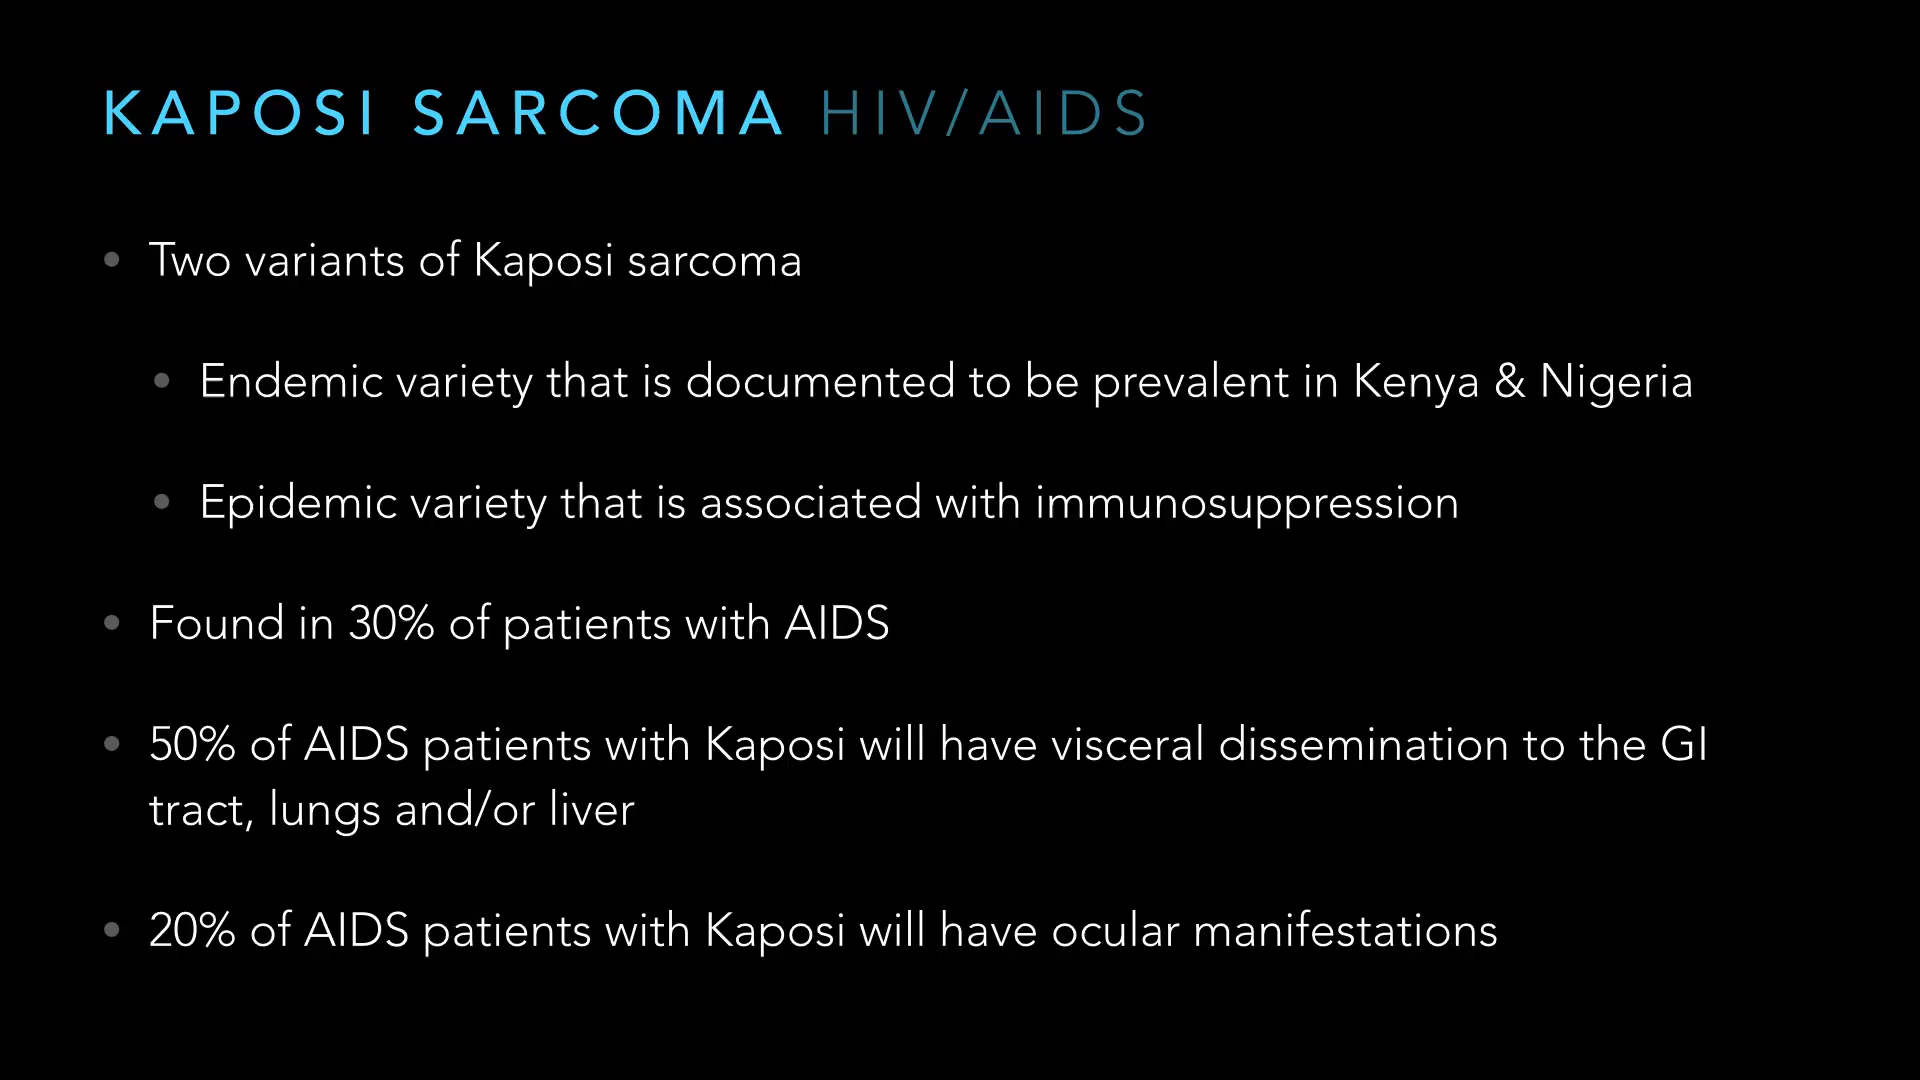 KAPOSI SARCOMA HIV/AIDS
• Two variants of Kaposi sarcoma
• Endemic variety that is documented to be prevalent in Kenya & Nigeria
• Epidemic variety that is associated with immunosuppression
• Found in 30% of patients with AIDS
• 50% of AIDS patients with Kaposi will have visceral dissemination to the GI
tract, lungs and/or liver
• 20% of AIDS patients with Kaposi will have ocular manifestations